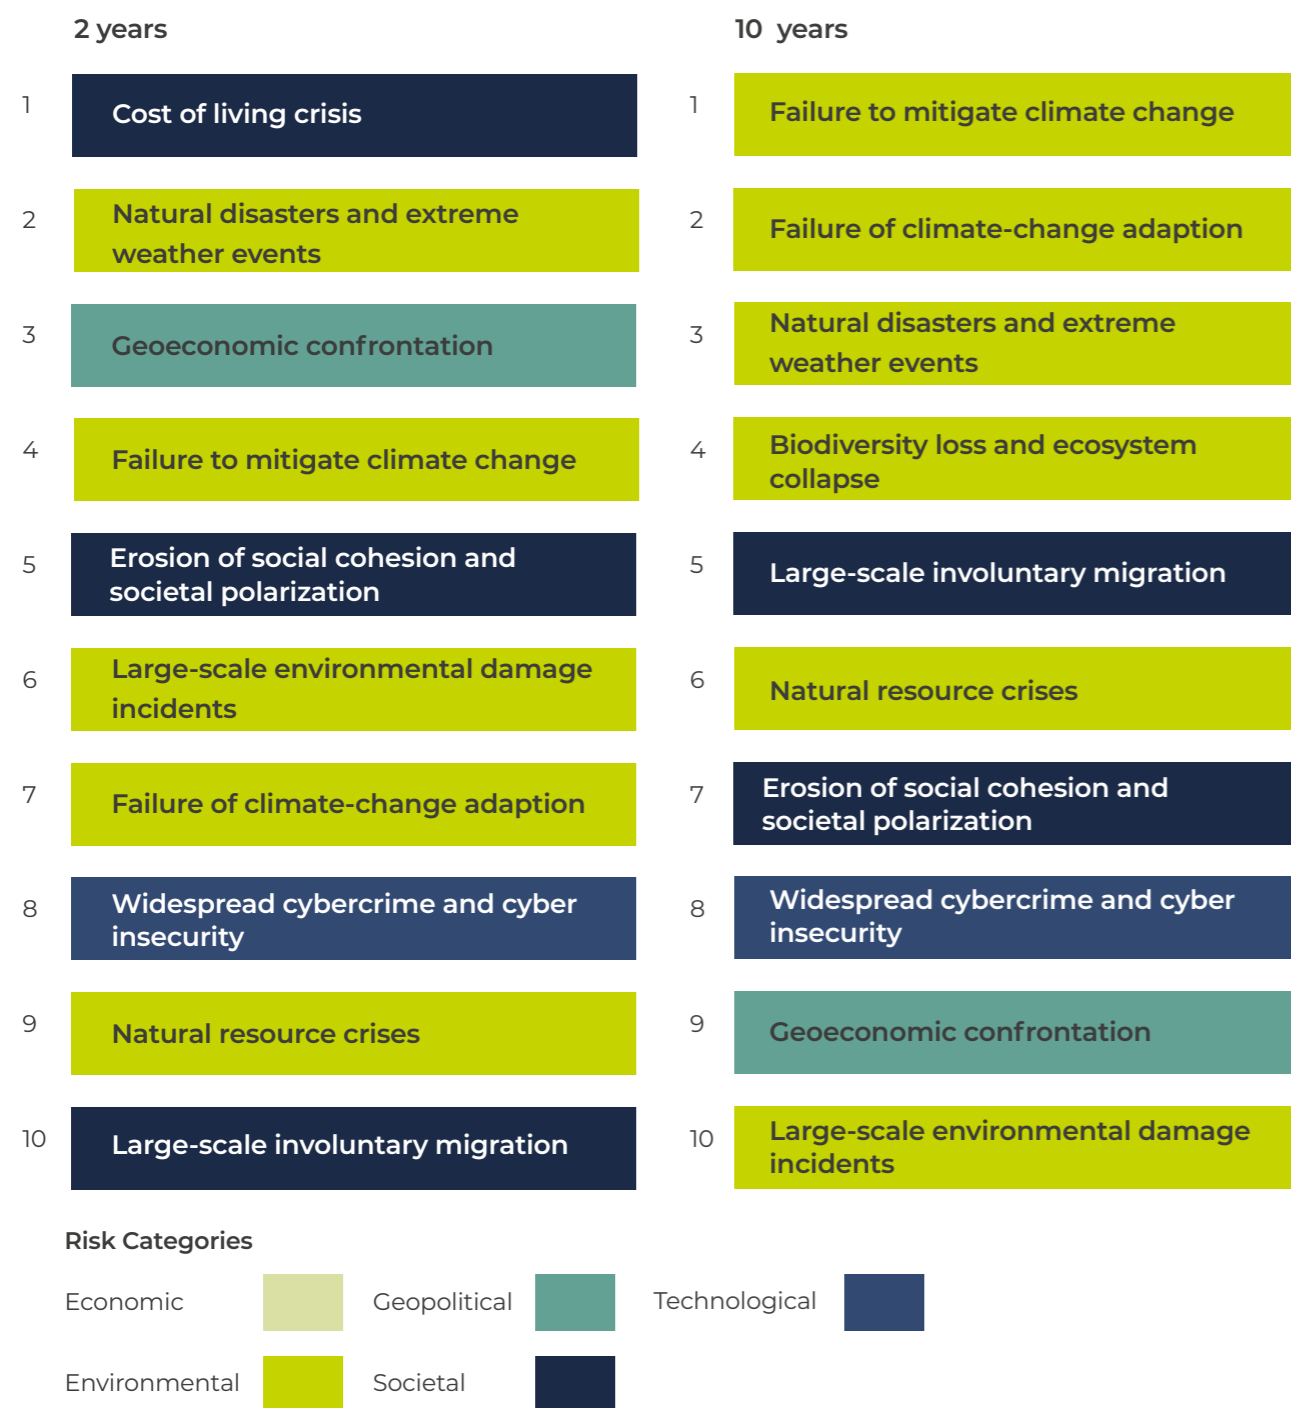 2 years
1
Cost of living crisis
2
Natural disasters and extreme
weather events
3
Geoeconomic confrontation
4
Failure to mitigate climate change
5
Erosion of social cohesion and
societal polarization
6
Large-scale environmental damage
incidents
7
Failure of climate-change adaption
8
Widespread cybercrime and cyber
insecurity
9
Natural resource crises
10
Large-scale involuntary migration
10 years
1
Failure to mitigate climate change
2
Failure of climate-change adaption
3
Natural disasters and extreme
weather events
4
Biodiversity loss and ecosystem
collapse
5
Large-scale involuntary migration
6
Natural resource crises
7
Erosion of social cohesion and
societal polarization
8
Widespread cybercrime and cyber
insecurity
9
Geoeconomic confrontation
10
Large-scale environmental damage
incidents
Risk Categories
Economic
Geopolitical
Technological
Environmental
Societal